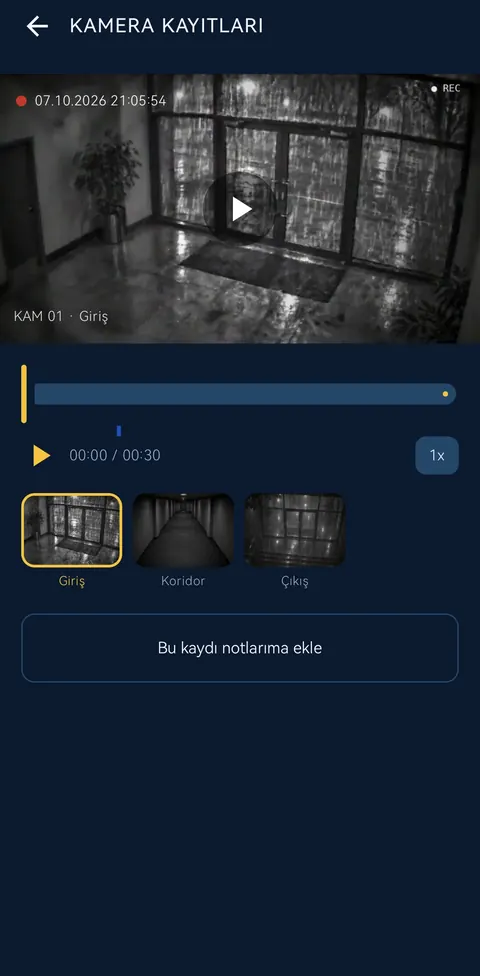 KAMERA KAYITLARI
REC
07.10.2026 21:05:54
KAM 01 · Giriş
00:00 / 00:30
1x
Giriş
Koridor
Çıkış
Bu kaydı notlarıma ekle